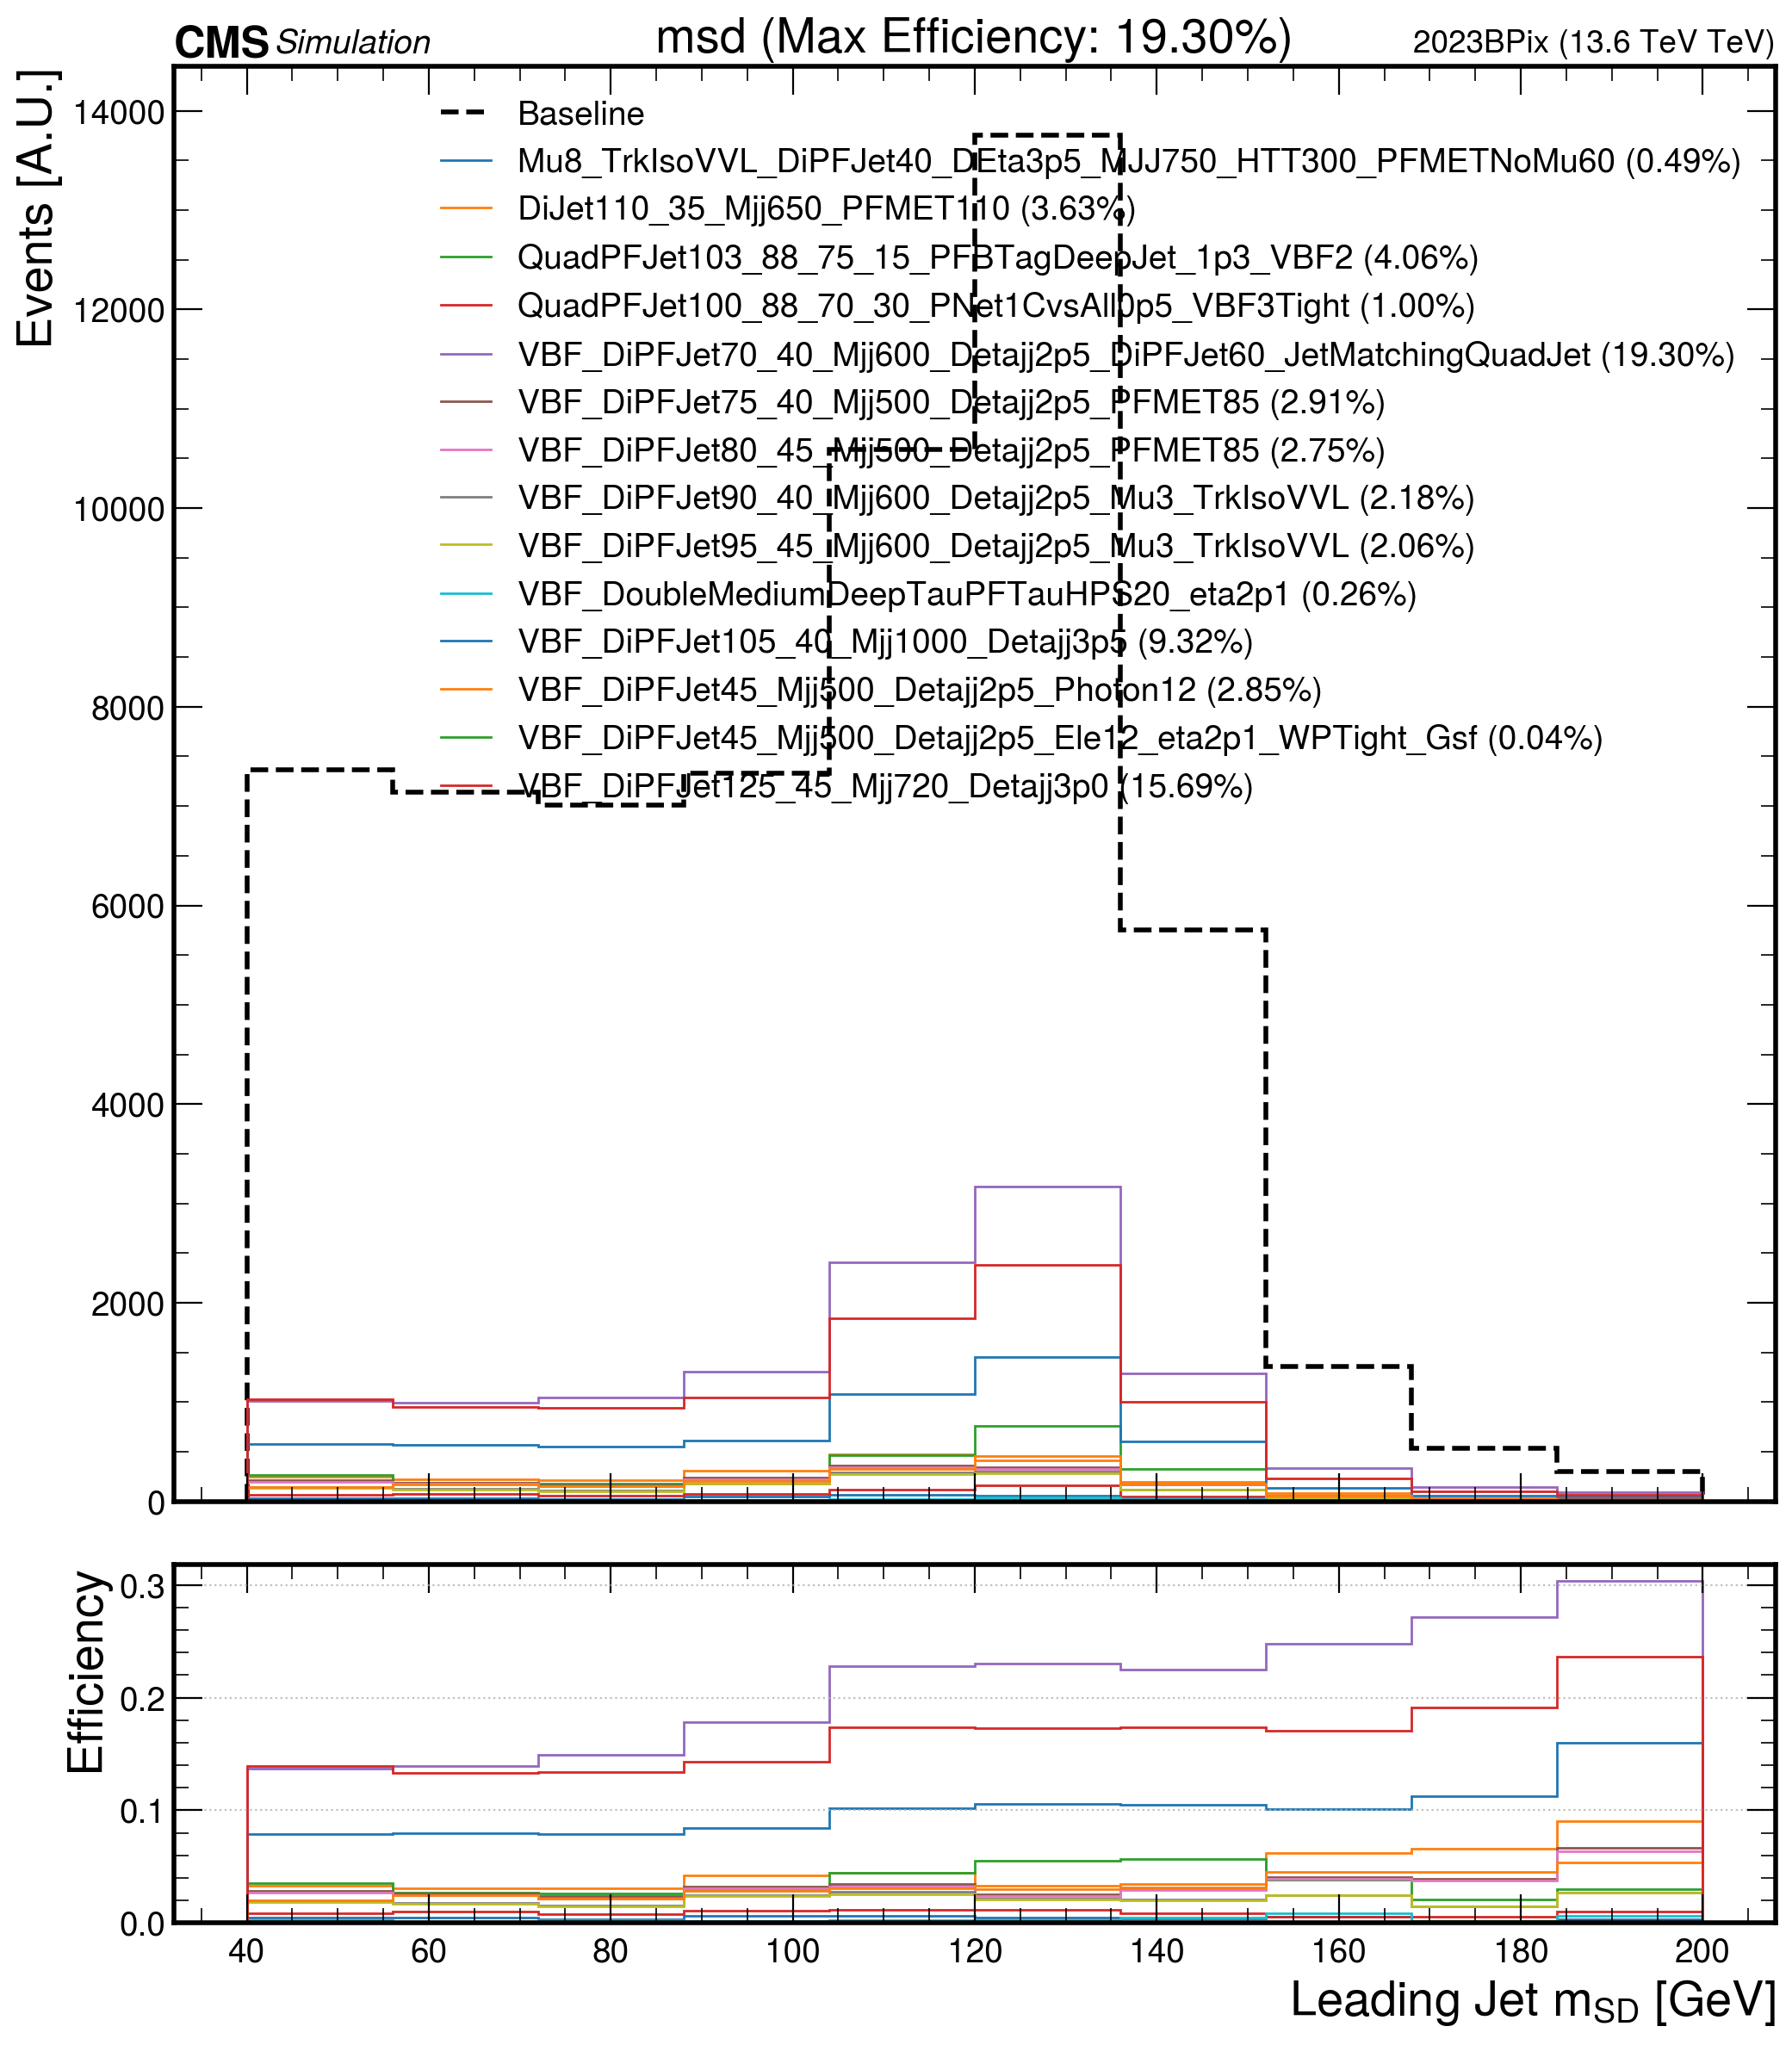 CMS Simulation msd (Max Efficiency: 19.30%) 2023BPix (13.6 TeV TeV)
Events [A.U.]
14000
12000
10000
8000
6000
4000
2000
0
Baseline
Mu8_TrkIsoVVL_DiPFJet40_DEta3p5_MJJ750_HTT300_PFMETNoMu60 (0.49%)
DiJet110_35_Mjj650_PFMET110 (3.63%)
QuadPFJet103_88_75_15_PFBTagDeepJet_1p3_VBF2 (4.06%)
QuadPFJet100_88_70_30_PNet1CvsAll0p5_VBF3Tight (1.00%)
VBF_DiPFJet70_40_Mjj600_Detajj2p5_DiPFJet60_JetMatchingQuadJet (19.30%)
VBF_DiPFJet75_40_Mjj500_Detajj2p5_PFMET85 (2.91%)
VBF_DiPFJet80_45_Mjj500_Detajj2p5_PFMET85 (2.75%)
VBF_DiPFJet90_40_Mjj600_Detajj2p5_Mu3_TrkIsoVVL (2.18%)
VBF_DiPFJet95_45_Mjj600_Detajj2p5_Mu3_TrkIsoVVL (2.06%)
VBF_DoubleMediumDeepTauPFTauHPS20_eta2p1 (0.26%)
VBF_DiPFJet105_40_Mjj1000_Detajj3p5 (9.32%)
VBF_DiPFJet45_Mjj500_Detajj2p5_Photon12 (2.85%)
VBF_DiPFJet45_Mjj500_Detajj2p5_Ele12_eta2p1_WPTight_Gsf (0.04%)
VBF_DiPFJet125_45_Mjj720_Detajj3p0 (15.69%)
Efficiency
0.3
0.2
0.1
0.0
40 60 80 100 120 140 160 180 200
Leading Jet m_SD [GeV]